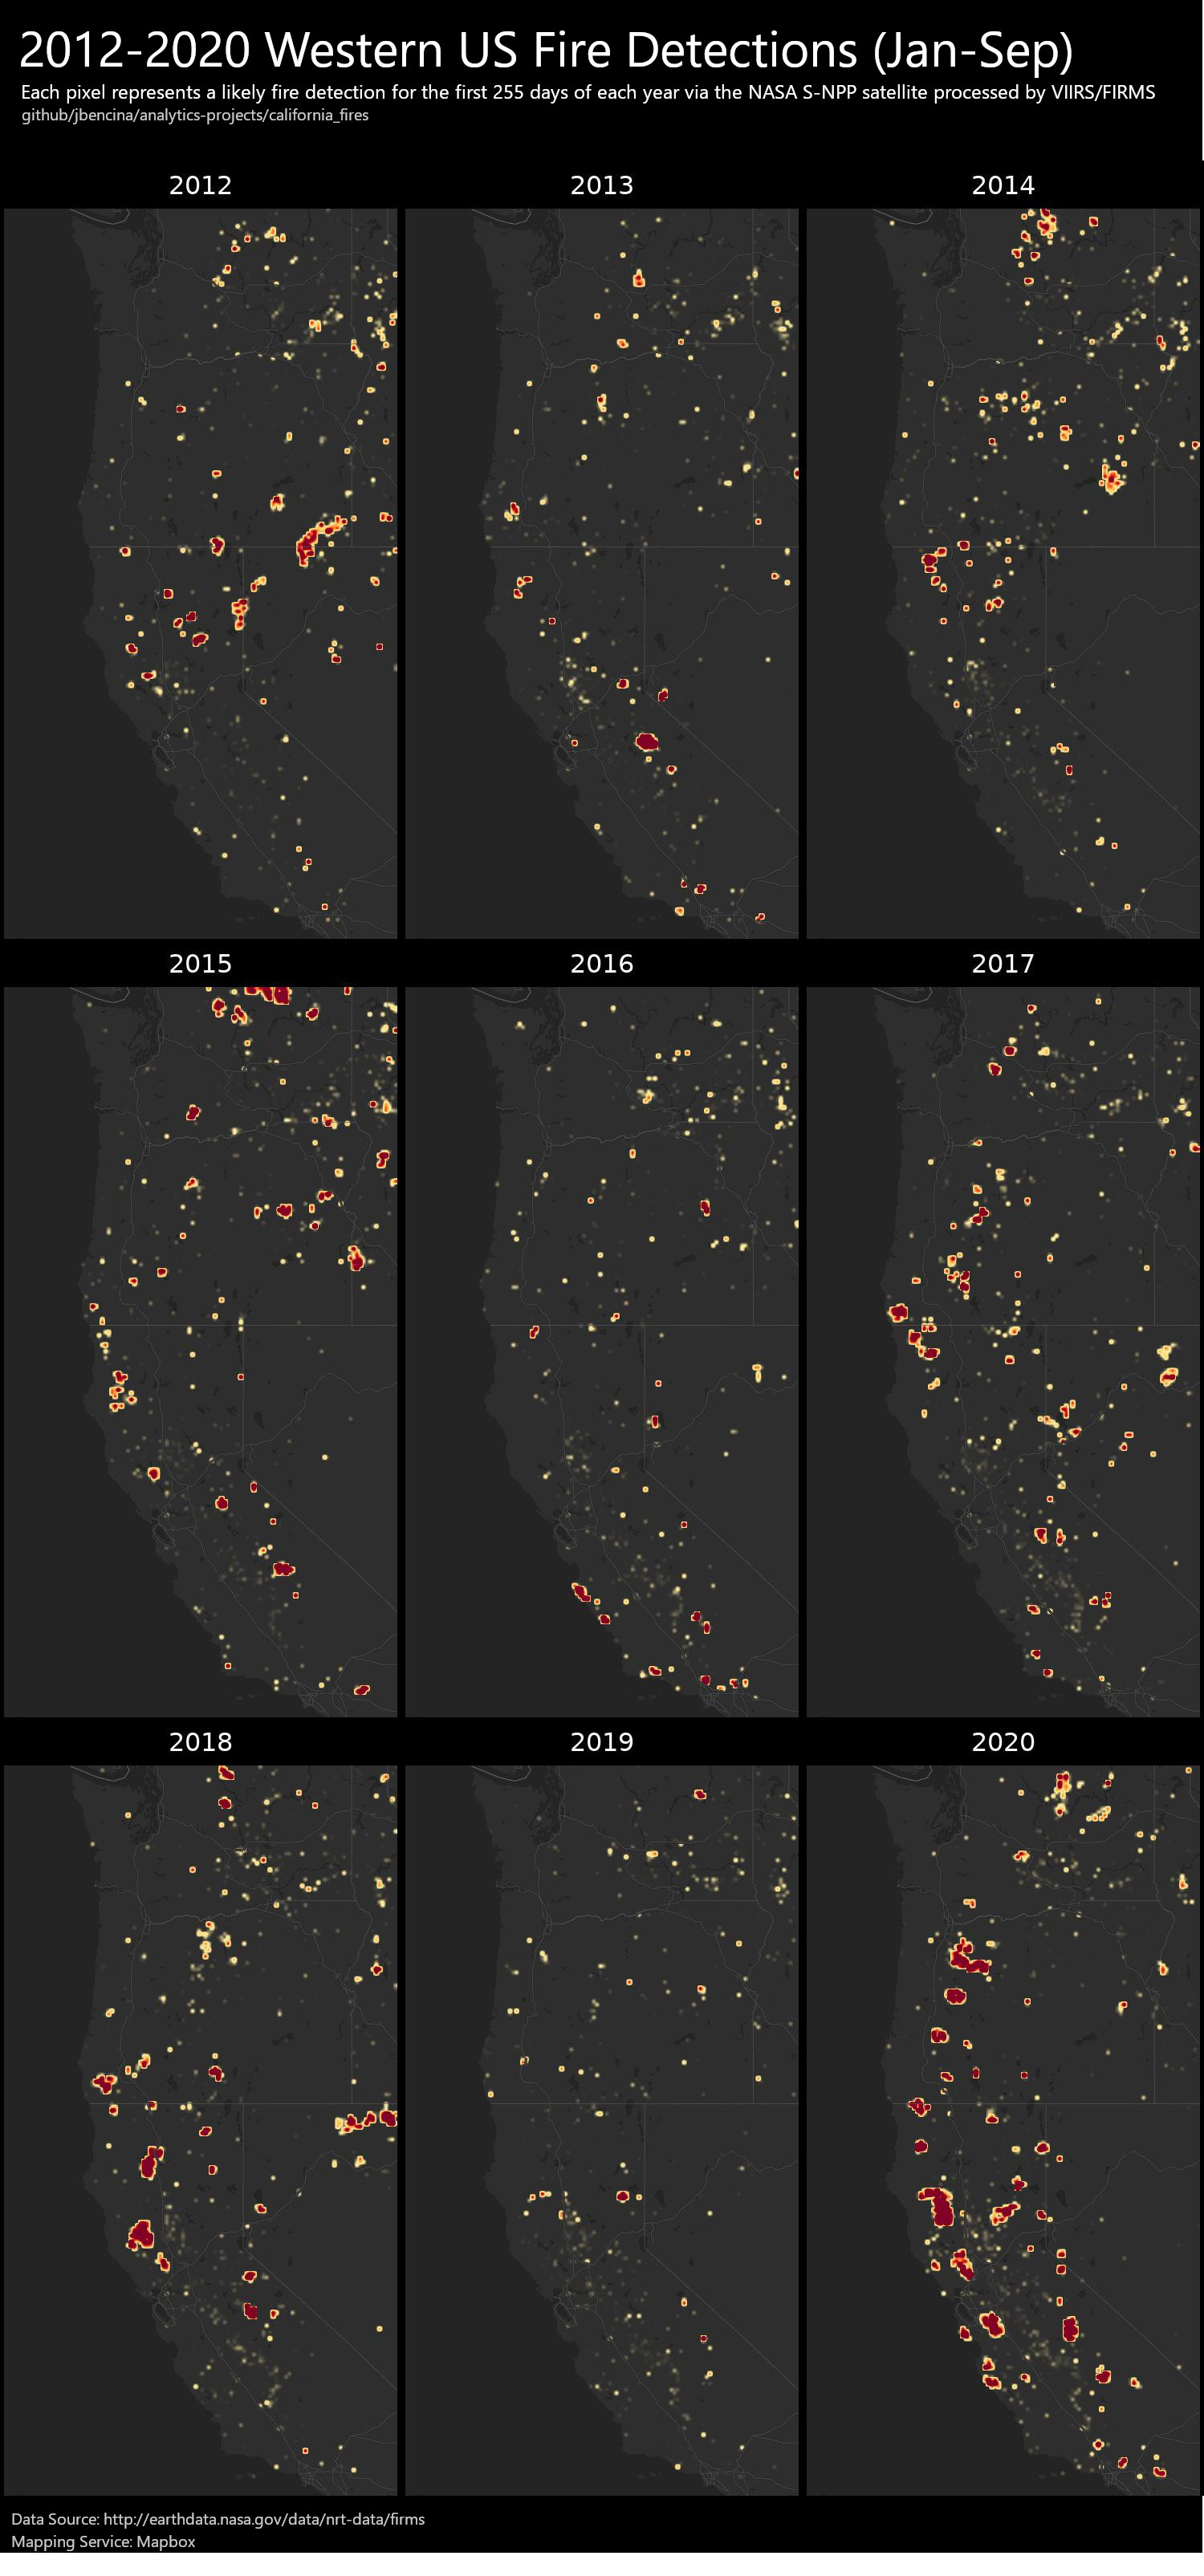 2012-2020 Western US Fire Detections (Jan-Sep)
Each pixel represents a likely fire detection for the first 255 days of each year via the NASA S-NPP satellite processed by VIIRS/FIRMS
github/jbencina/analytics-projects/california_fires
2012
2013
2014
2015
2016
2017
2018
2019
2020
Data Source: http://earthdata.nasa.gov/data/nrt-data/firms
Mapping Service: Mapbox